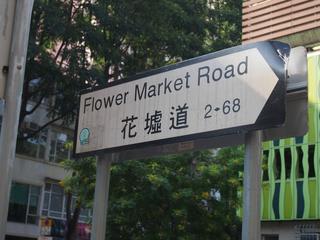 Flower Market Road
花墟道 2→68